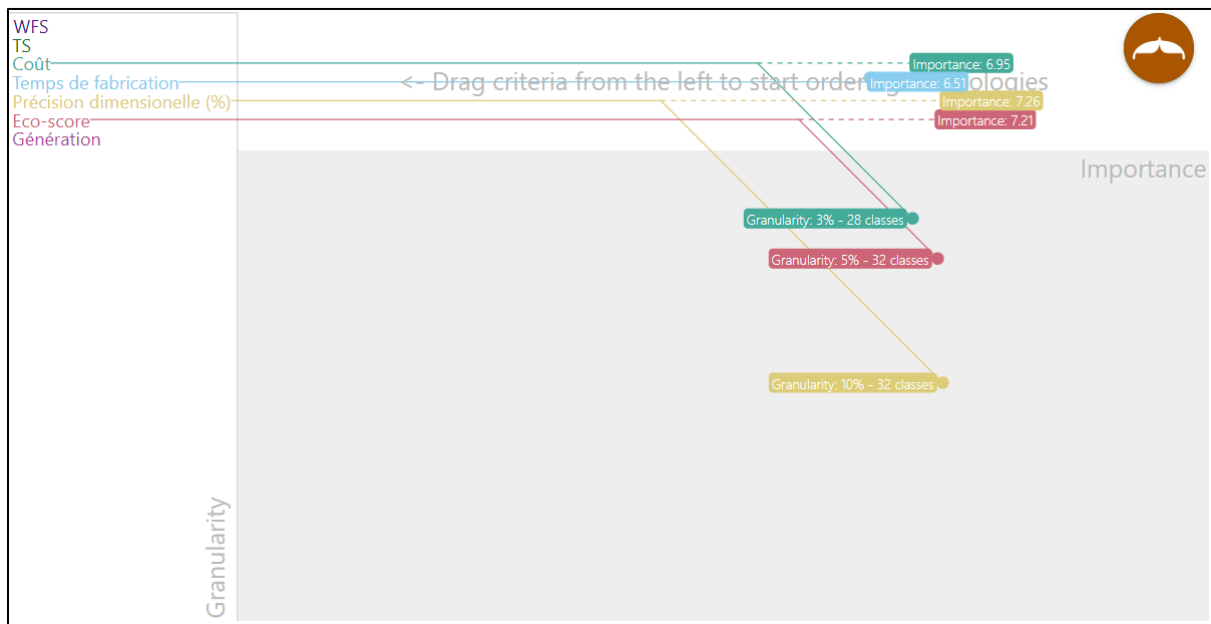 WFS
TS
Coût
Importance: 6.95
Temps de fabrication
<- Drag criteria from the left to start order
Importance: 6.51
ologies
Précision dimensionelle (%)
Importance: 7.26
Eco-score
Importance: 7.21
Génération
Importance
Granularity: 3% - 28 classes
Granularity: 5% - 32 classes
Granularity: 10% - 32 classes
Granularity